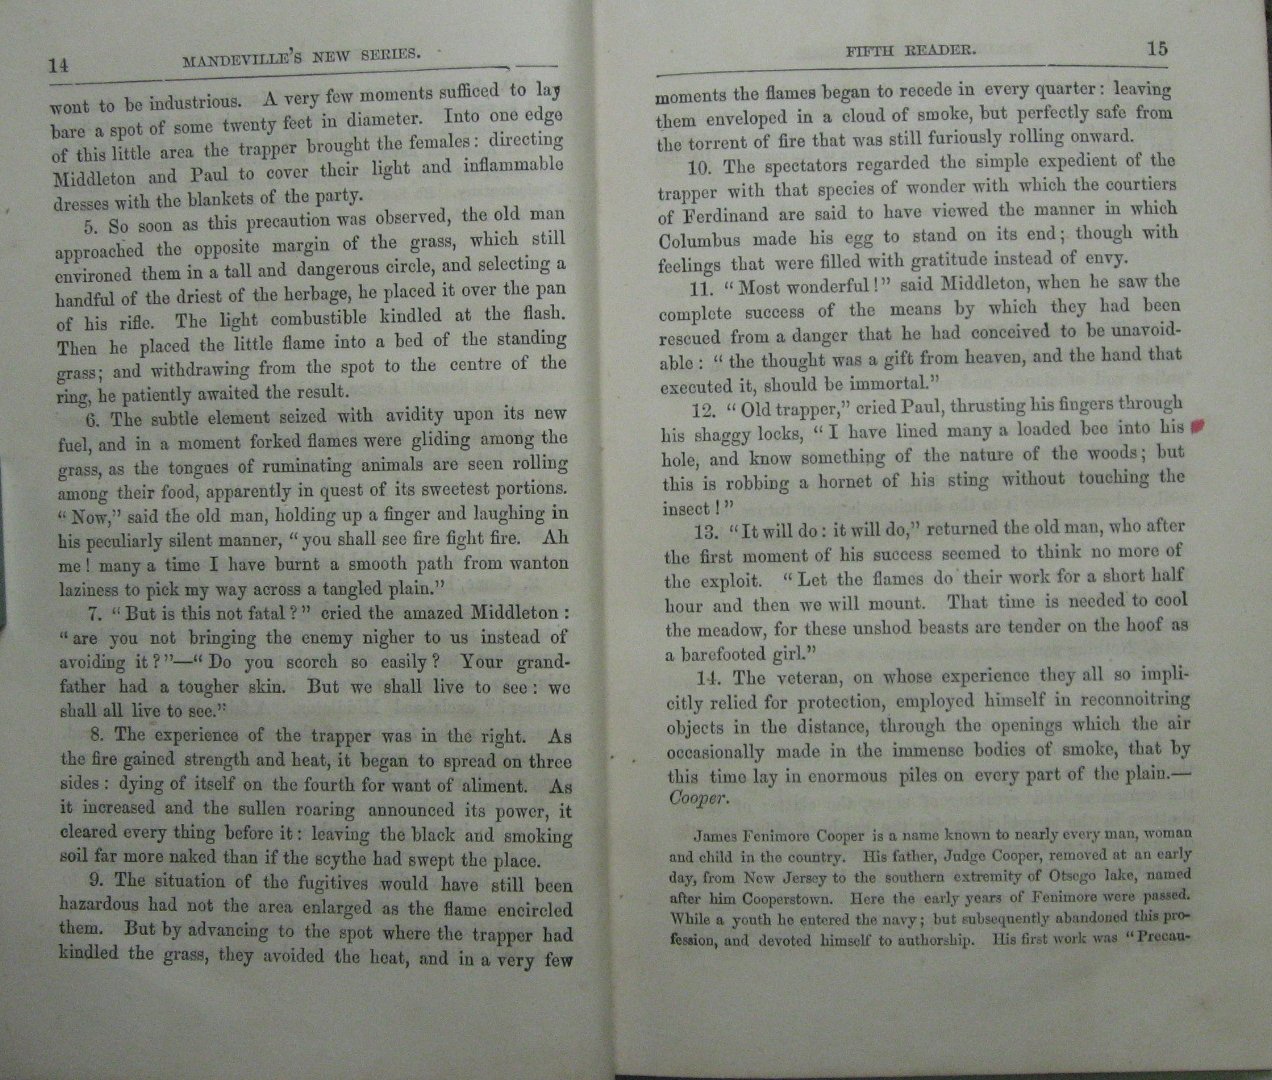 14 MANDEVILLE'S NEW SERIES.
wont to be industrious. A very few moments sufficed to lay
bare a spot of some twenty feet in diameter. Into one edge
of this little area the trapper brought the females: directing
Middleton and Paul to cover their light and inflammable
dresses with the blankets of the party.
5. So soon as this precaution was observed, the old man
approached the opposite margin of the grass, which still
environed them in a tall and dangerous circle, and selecting a
handful of the driest of the herbage, he placed it over the pan
of his rifle. The light combustible kindled at the flash.
Then he placed the little flame into a bed of the standing
grass; and withdrawing from the spot to the centre of the
ring, he patiently awaited the result.
6. The subtle element seized with avidity upon its new
fuel, and in a moment forked flames were gliding among the
grass, as the tongues of ruminating animals are seen rolling
among their food, apparently in quest of its sweetest portions.
"Now," said the old man, holding up a finger and laughing in
his peculiarly silent manner, "you shall see fire fight fire. Ah
me! many a time I have burnt a smooth path from wanton
laziness to pick my way across a tangled plain."
7. "But is this not fatal?" cried the amazed Middleton:
"are you not bringing the enemy nigher to us instead of
avoiding it?"—"Do you scorch so easily? Your grand-
father had a tougher skin. But we shall live to see: we
shall all live to see."
8. The experience of the trapper was in the right. As
the fire gained strength and heat, it began to spread on three
sides: dying of itself on the fourth for want of aliment. As
it increased and the sullen roaring announced its power, it
cleared every thing before it: leaving the black and smoking
soil far more naked than if the scythe had swept the place.
9. The situation of the fugitives would have still been
hazardous had not the area enlarged as the flame encircled
them. But by advancing to the spot where the trapper had
kindled the grass, they avoided the heat, and in a very few
FIFTH READER. 15
moments the flames began to recede in every quarter: leaving
them enveloped in a cloud of smoke, but perfectly safe from
the torrent of fire that was still furiously rolling onward.
10. The spectators regarded the simple expedient of the
trapper with that species of wonder with which the courtiers
of Ferdinand are said to have viewed the manner in which
Columbus made his egg to stand on its end; though with
feelings that were filled with gratitude instead of envy.
11. "Most wonderful!" said Middleton, when he saw the
complete success of the means by which they had been
rescued from a danger that he had conceived to be unavoid-
able: "the thought was a gift from heaven, and the hand that
executed it, should be immortal."
12. "Old trapper," cried Paul, thrusting his fingers through
his shaggy locks, "I have lined many a loaded bee into his
hole, and know something of the nature of the woods; but
this is robbing a hornet of his sting without touching the
insect!"
13. "It will do: it will do," returned the old man, who after
the first moment of his success seemed to think no more of
the exploit. "Let the flames do their work for a short half
hour and then we will mount. That time is needed to cool
the meadow, for these unshod beasts are tender on the hoof as
a barefooted girl."
14. The veteran, on whose experience they all so impli-
citly relied for protection, employed himself in reconnoitring
objects in the distance, through the openings which the air
occasionally made in the immense bodies of smoke, that by
this time lay in enormous piles on every part of the plain.—
Cooper.
James Fenimore Cooper is a name known to nearly every man, woman
and child in the country. His father, Judge Cooper, removed at an early
day, from New Jersey to the southern extremity of Otsego lake, named
after him Cooperstown. Here the early years of Fenimore were passed.
While a youth he entered the navy; but subsequently abandoned this pro-
fession, and devoted himself to authorship. His first work was "Precau-